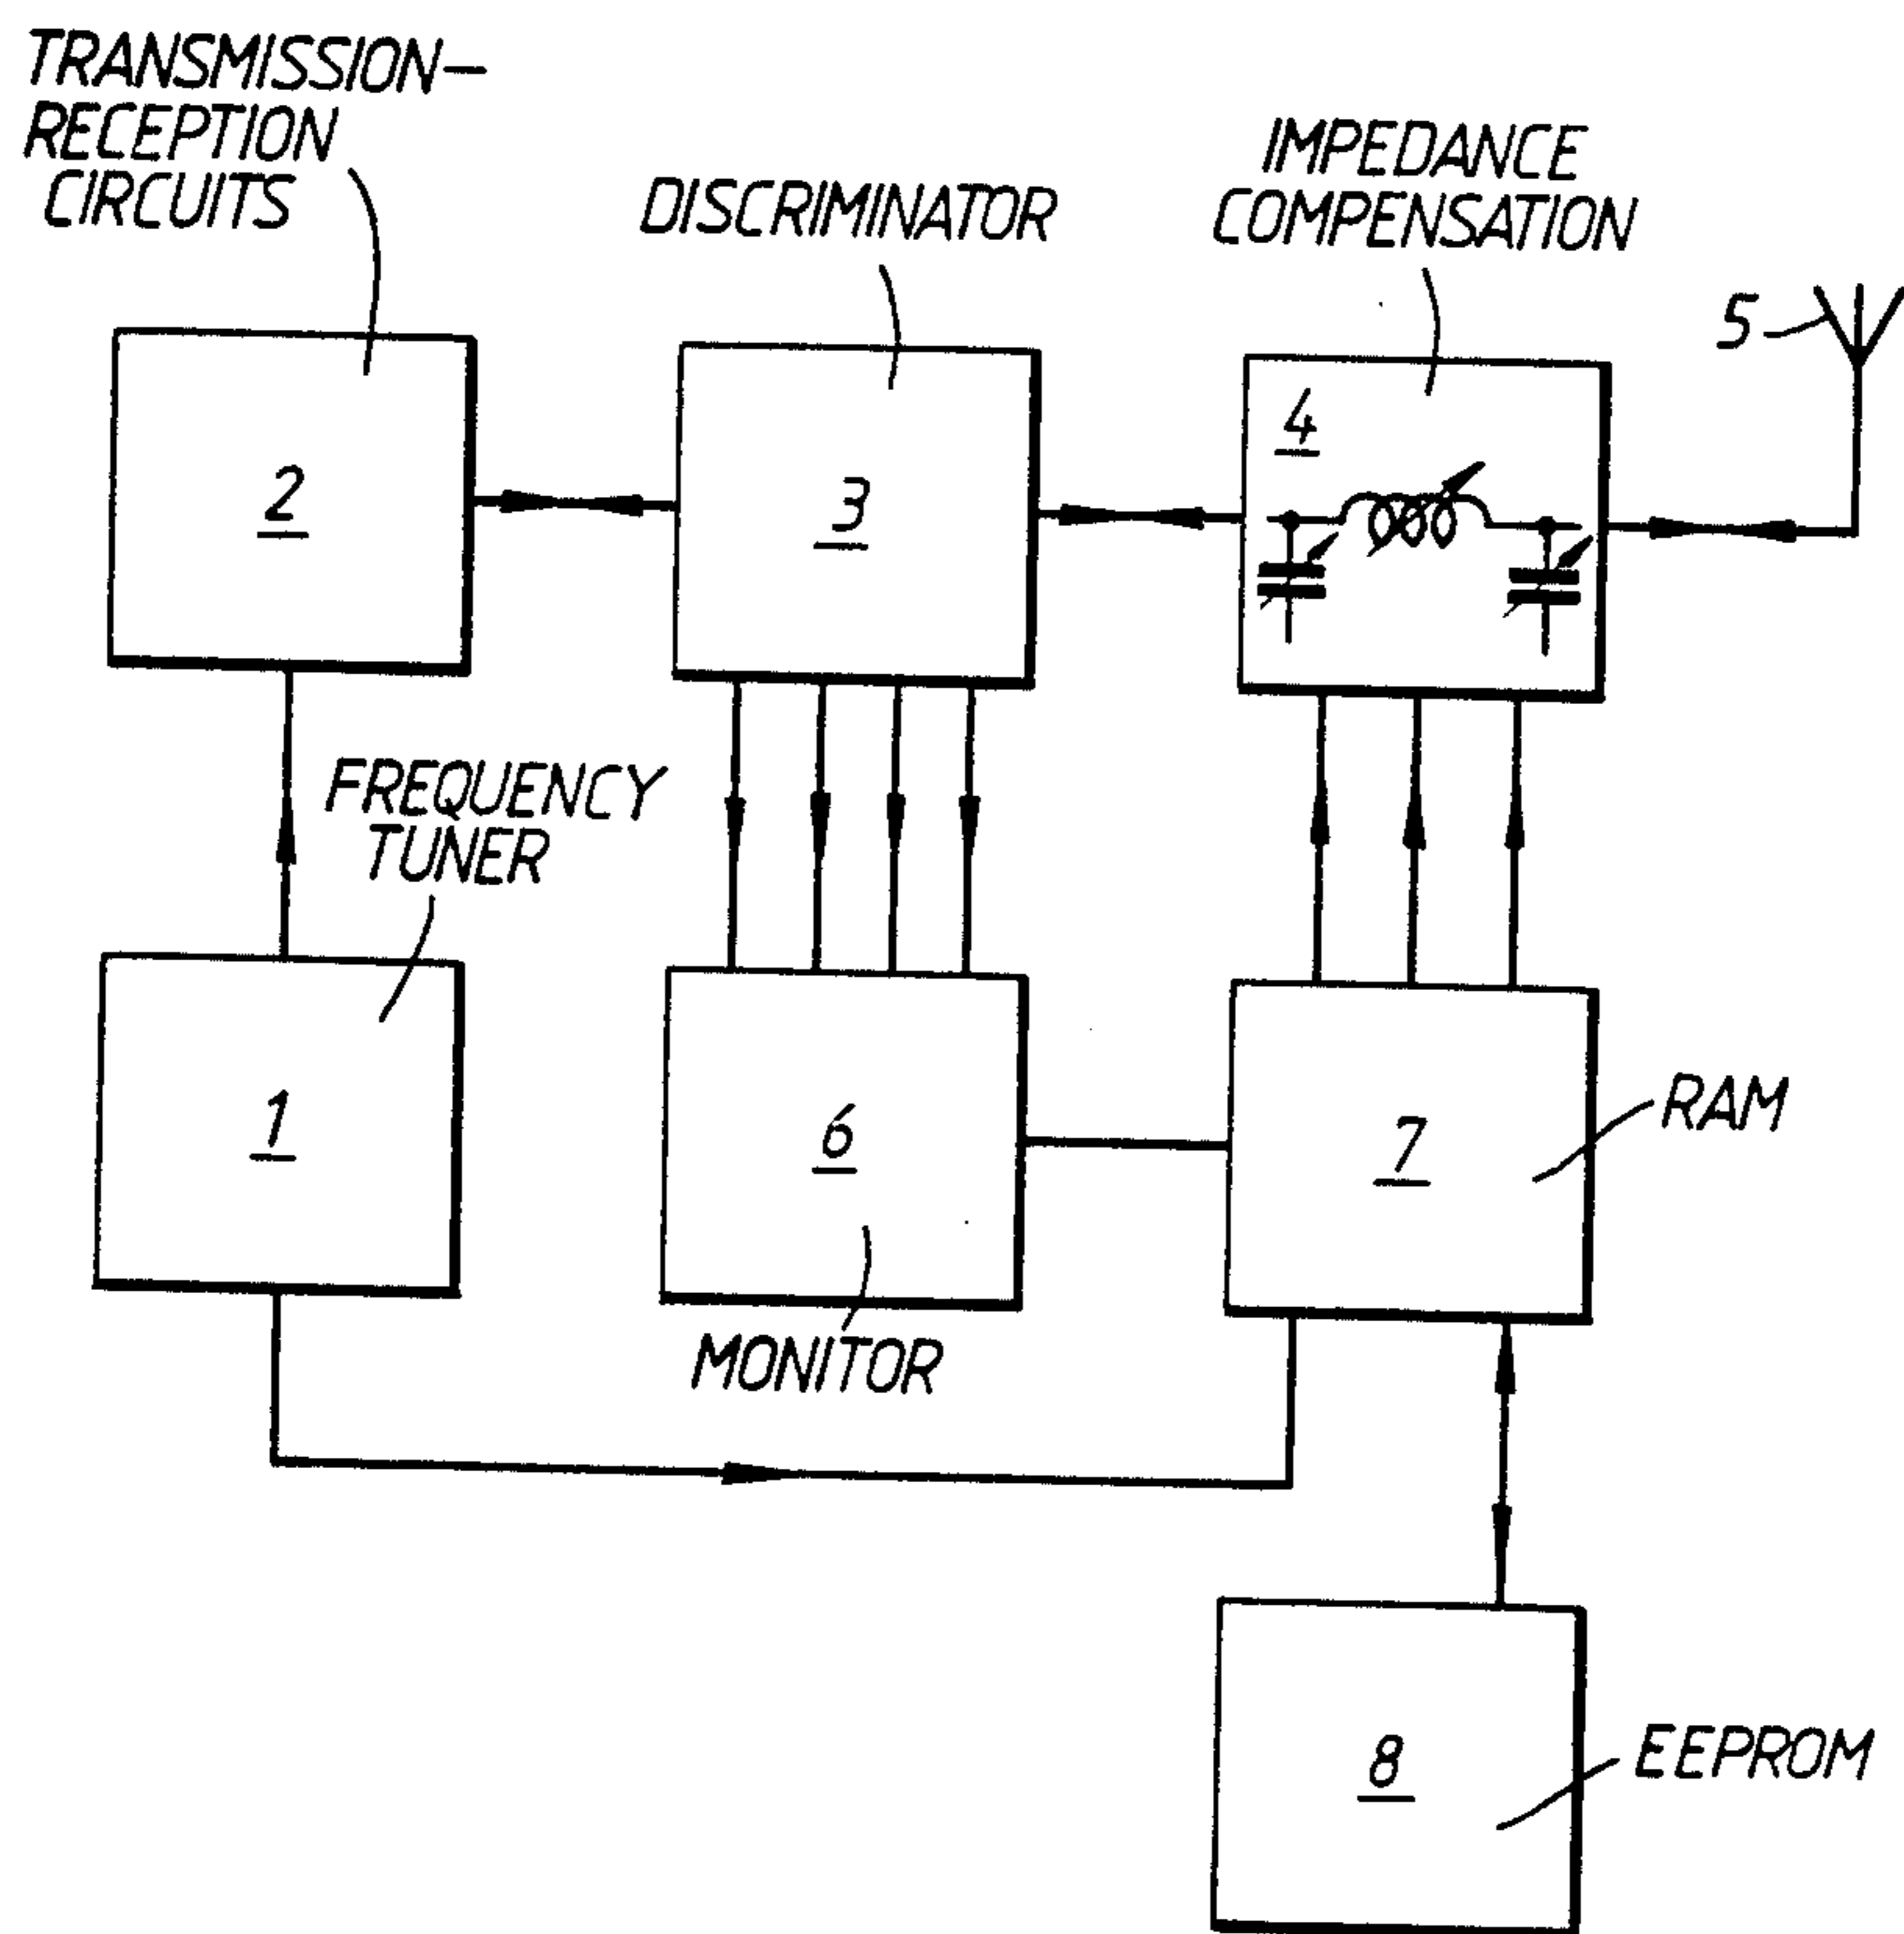 TRANSMISSION-
RECEPTION
CIRCUITS
DISCRIMINATOR
IMPEDANCE
COMPENSATION
5
4
2
3
FREQUENCY
TUNER
1
6
7
RAM
MONITOR
8
EEPROM